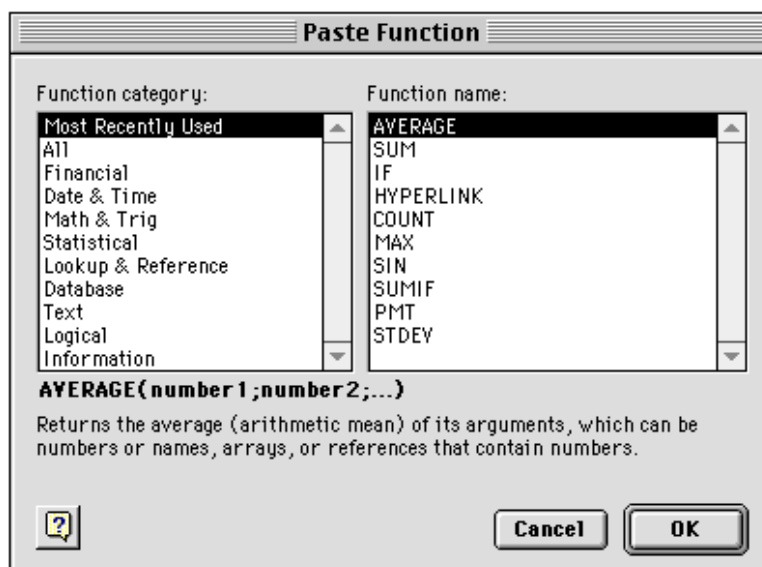 Paste Function
Function category:
Most Recently Used
All
Financial
Date & Time
Math & Trig
Statistical
Lookup & Reference
Database
Text
Logical
Information
Function name:
AVERAGE
SUM
IF
HYPERLINK
COUNT
MAX
SIN
SUMIF
PMT
STDEV
AVERAGE(number1;number2;...)
Returns the average (arithmetic mean) of its arguments, which can be
numbers or names, arrays, or references that contain numbers.
?
Cancel
OK